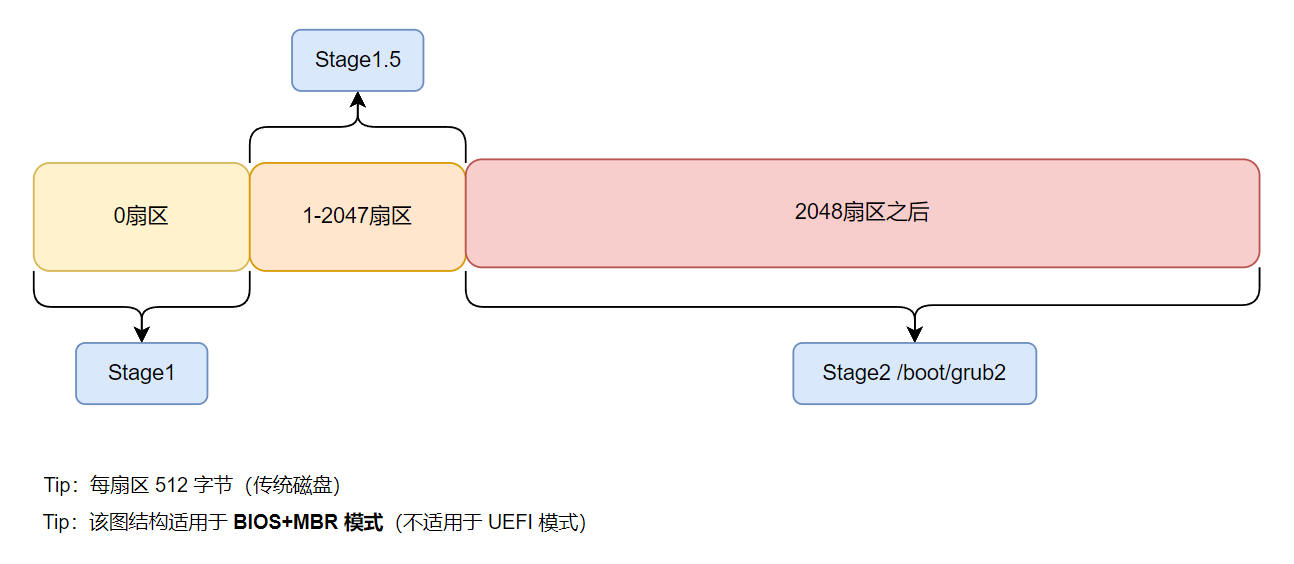 Stage1.5
0扇区
1-2047扇区
2048扇区之后
Stage1
Stage2 /boot/grub2
Tip：每扇区 512 字节（传统磁盘）
Tip：该图结构适用于 BIOS+MBR 模式（不适用于 UEFI 模式）